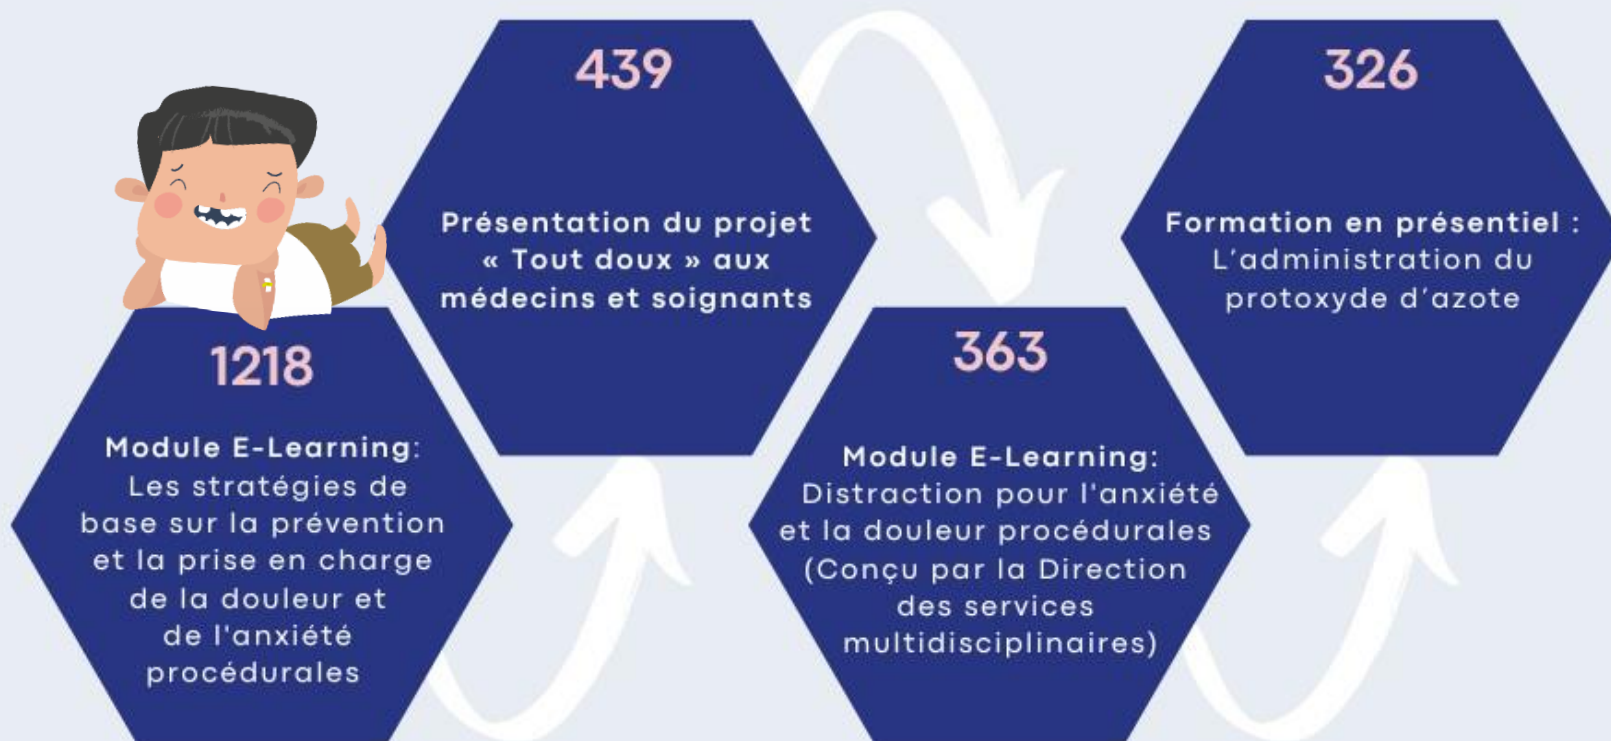 1218
Module E-Learning:
Les stratégies de
base sur la prévention
et la prise en charge
de la douleur et
de l'anxiété
procédurales
439
Présentation du projet
« Tout doux » aux
médecins et soignants
363
Module E-Learning:
Distraction pour l'anxiété
et la douleur procédurales
(Conçu par la Direction
des services
multidisciplinaires)
326
Formation en présentiel :
L'administration du
protoxyde d'azote